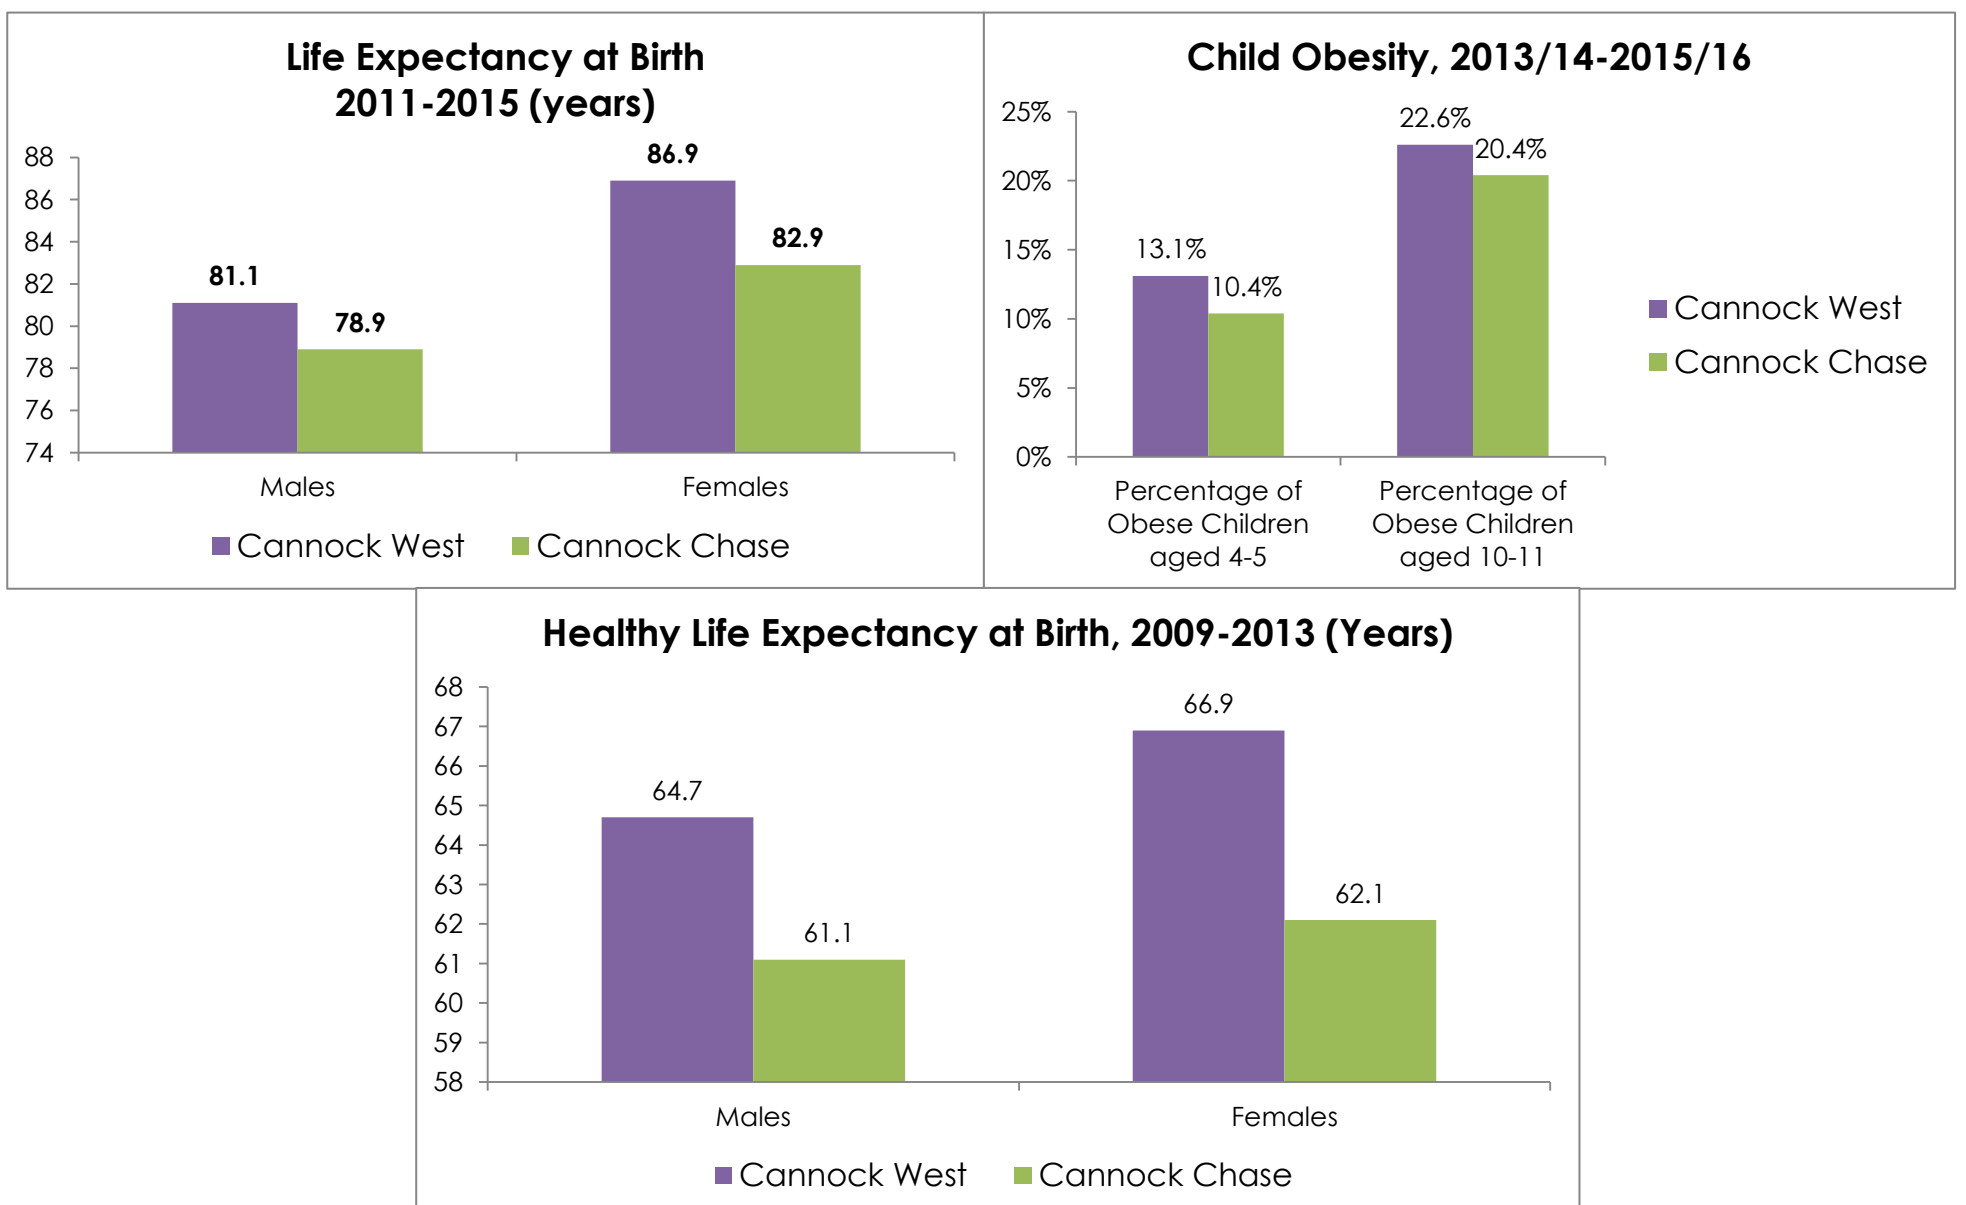 Life Expectancy at Birth
2011-2015 (years)
88
86
84
82
80
78
76
74
81.1
78.9
86.9
82.9
Males
Females
Cannock West
Cannock Chase
Child Obesity, 2013/14-2015/16
25%
20%
15%
10%
5%
0%
13.1%
10.4%
22.6%
20.4%
Percentage of
Obese Children
aged 4-5
Percentage of
Obese Children
aged 10-11
Cannock West
Cannock Chase
Healthy Life Expectancy at Birth, 2009-2013 (Years)
68
67
66
65
64
63
62
61
60
59
58
64.7
61.1
66.9
62.1
Males
Females
Cannock West
Cannock Chase